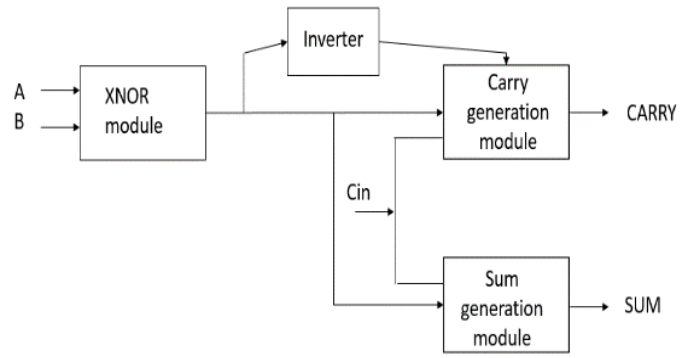 Inverter
A
B
XNOR
module
Carry
generation
module
CARRY
Cin
Sum
generation
module
SUM